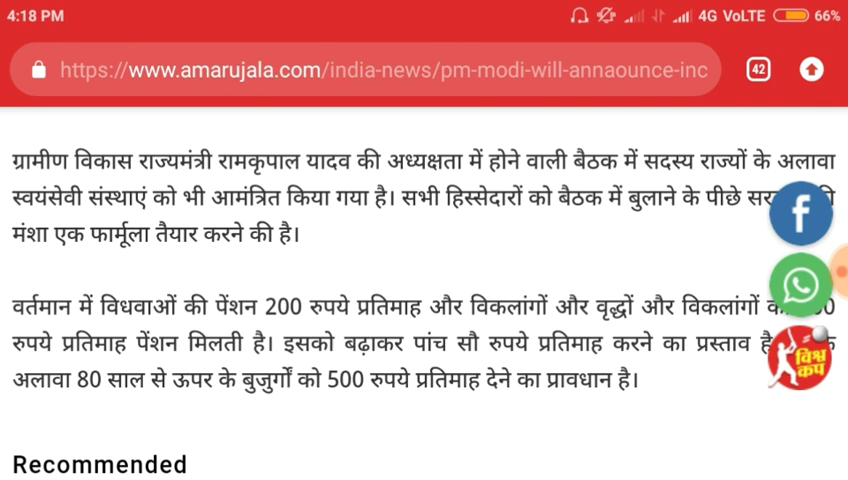 4:18 PM 4G VoLTE 66%
https://www.amarujala.com/india-news/pm-modi-will-annaounce-inc 42
ग्रामीण विकास राज्यमंत्री रामकृपाल यादव की अध्यक्षता में होने वाली बैठक में सदस्य राज्यों के अलावा
स्वयंसेवी संस्थाएं को भी आमंत्रित किया गया है। सभी हिस्सेदारों को बैठक में बुलाने के पीछे
मंशा एक फार्मूला तैयार करने की है।
वर्तमान में विधवाओं की पेंशन 200 रुपये प्रतिमाह और विकलांगों और वृद्धों और विकलांगों
रुपये प्रतिमाह पेंशन मिलती है। इसको बढ़ाकर पांच सौ रुपये प्रतिमाह करने का प्रस्ताव
अलावा 80 साल से ऊपर के बुजुर्गों को 500 रुपये प्रतिमाह देने का प्रावधान है।
विश्व
कप
Recommended